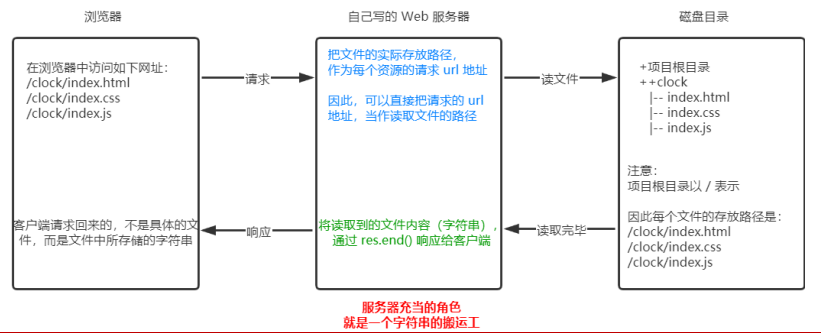 浏览器
自己写的 Web 服务器
磁盘目录
在浏览器中访问如下网址：
/clock/index.html
/clock/index.css
/clock/index.js
客户端请求回来的，不是具体的文
件，而是文件中所存储的字符串
请求
响应
把文件的实际存放路径，
作为每个资源的请求 url 地址
因此，可以直接把请求的 url
地址，当作读取文件的路径
将读取到的文件内容（字符串），
通过 res.end() 响应给客户端
读文件
读取完毕
+项目根目录
++clock
|-- index.html
|-- index.css
|-- index.js
注意：
项目根目录以 / 表示
因此每个文件的存放路径是：
/clock/index.html
/clock/index.css
/clock/index.js
服务器充当的角色
就是一个字符串的搬运工